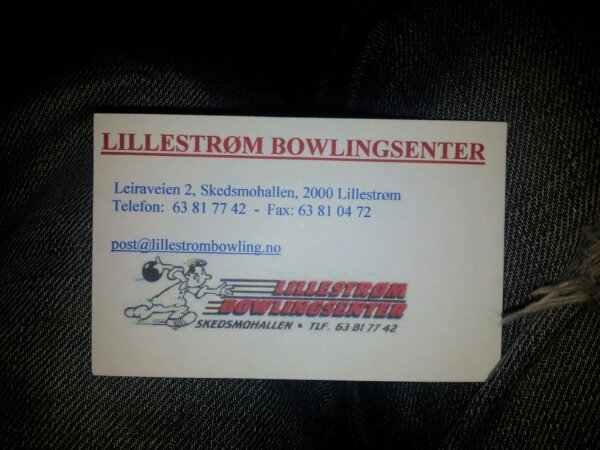 LILLESTRØM BOWLINGSENTER
Leiraveien 2, Skedsmohallen, 2000 Lillestrøm
Telefon: 63 81 77 42 - Fax: 63 81 04 72
post@lillestrombowling.no
LILLESTRØM
BOWLINGSENTER
SKEDSMOHALLEN • TLF. 63 81 77 42